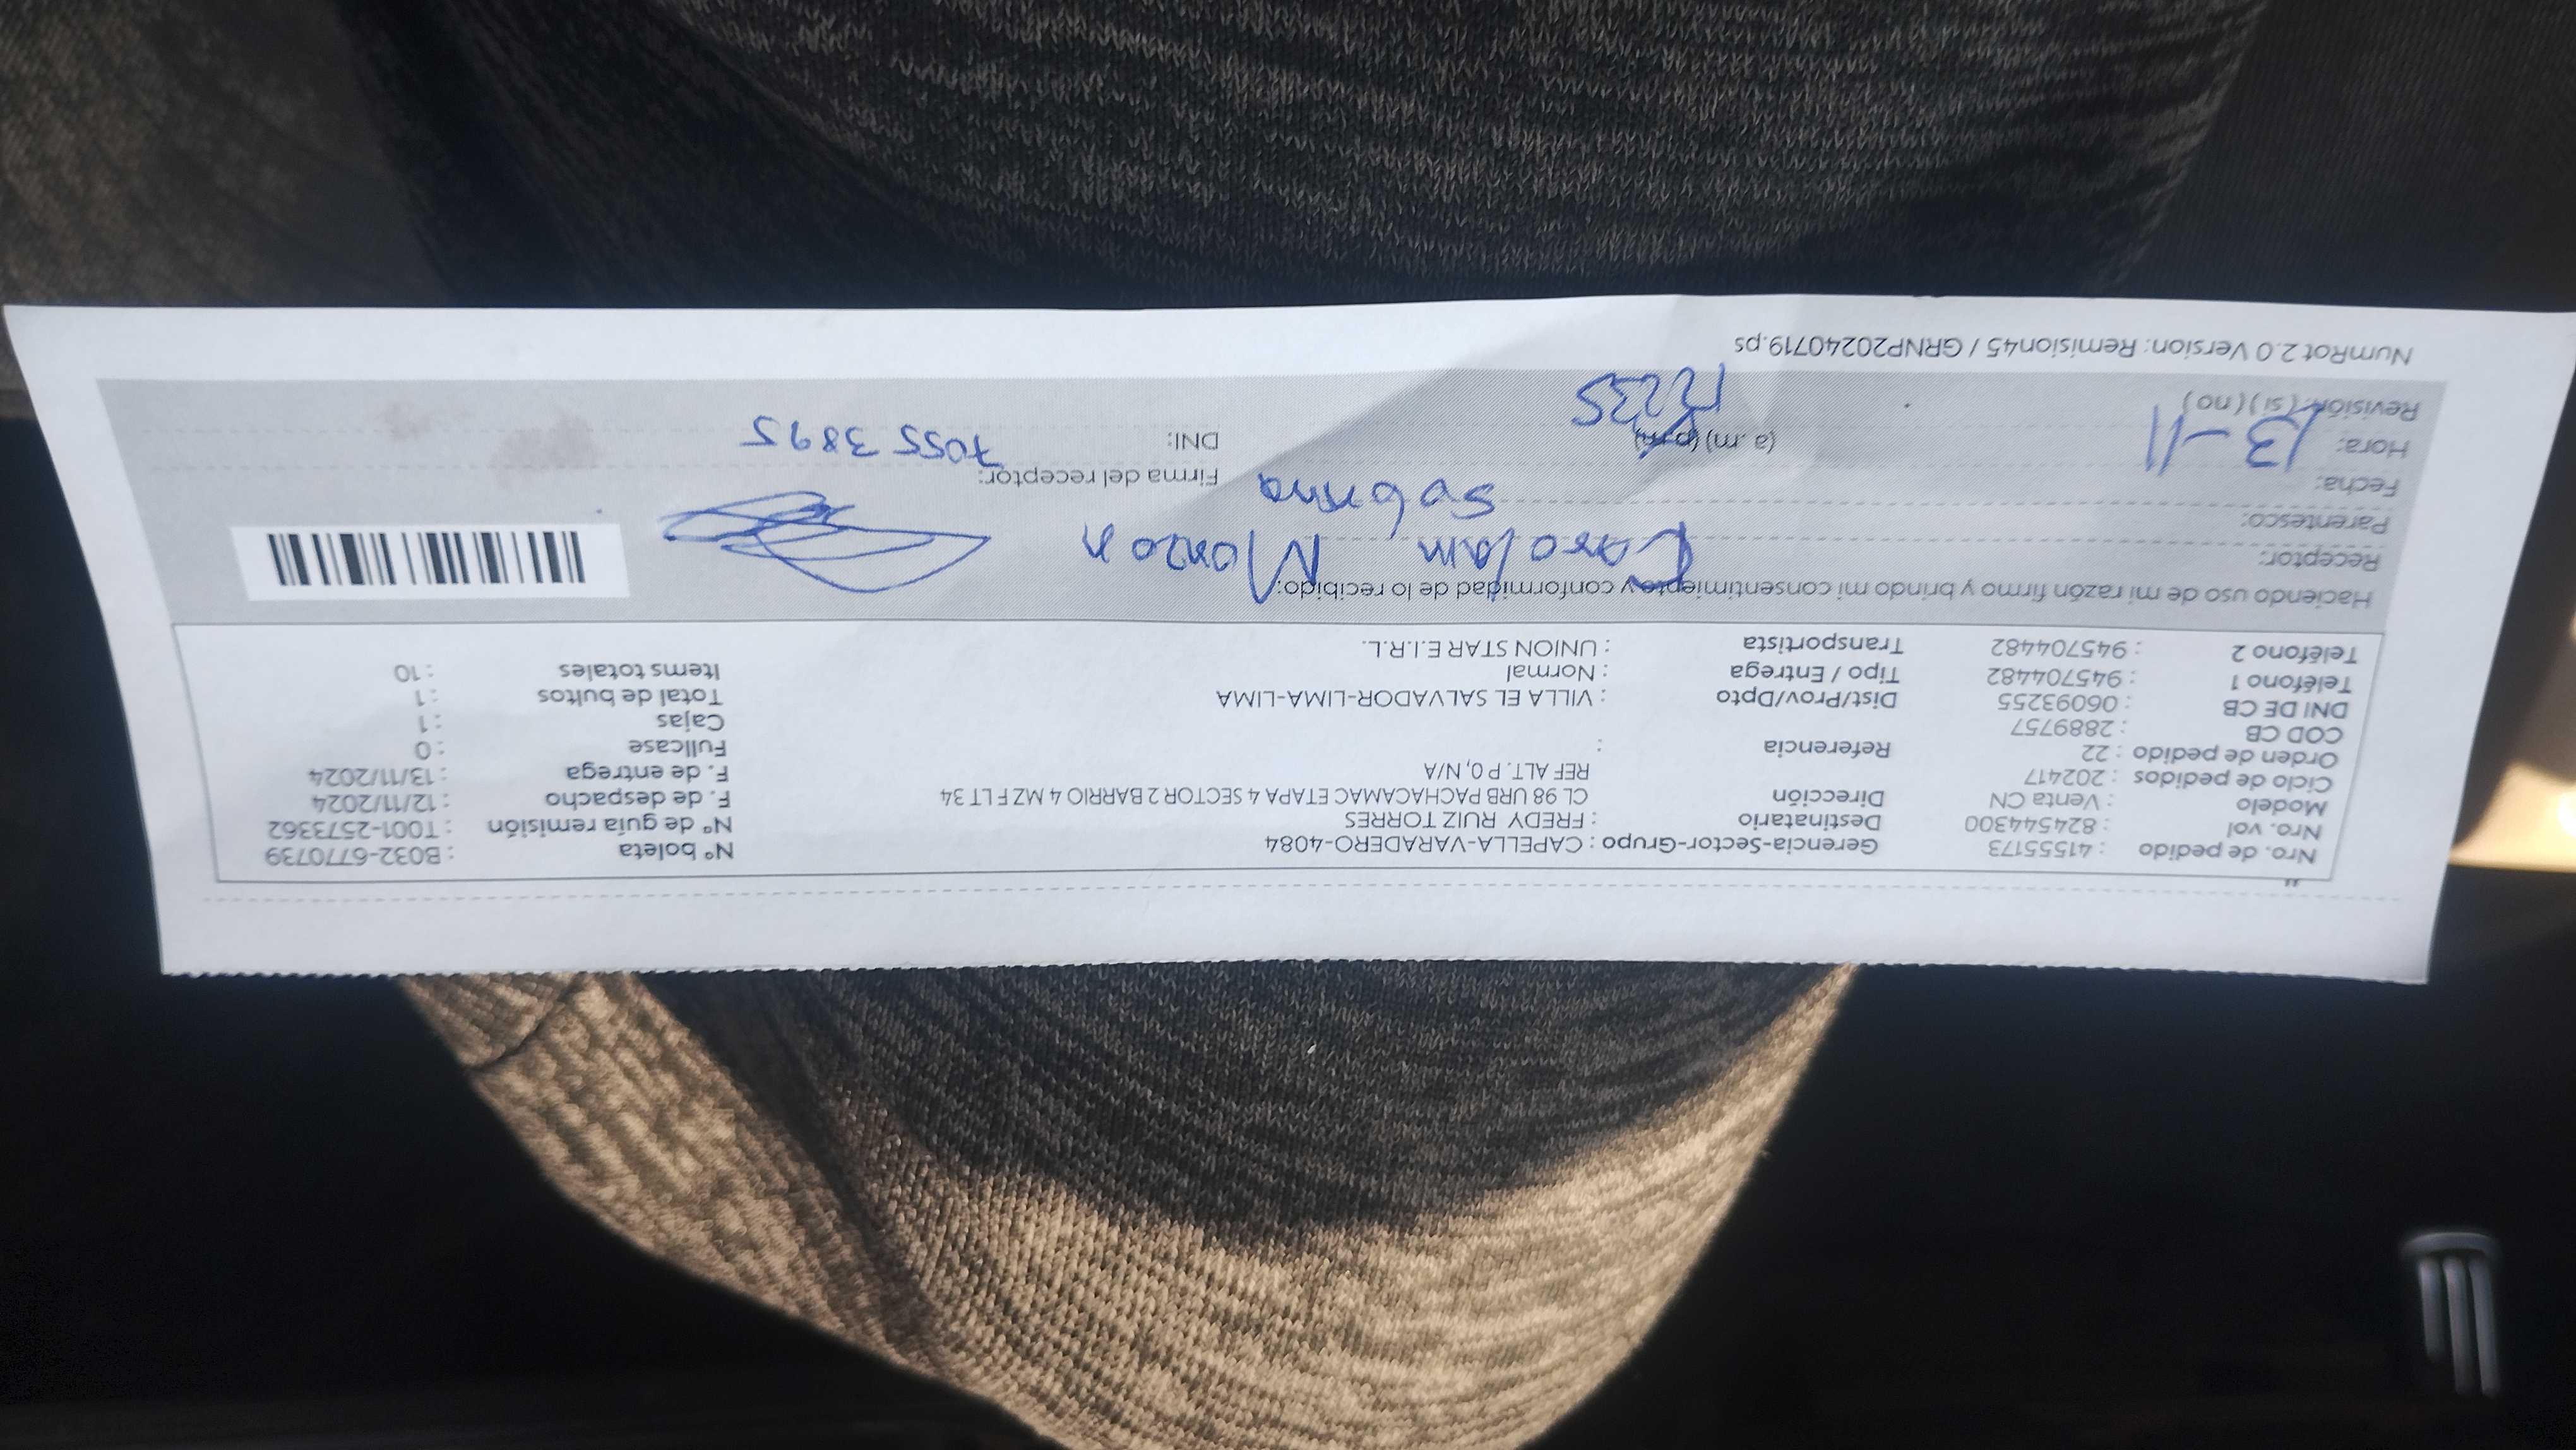 Nro. de pedido : 41555173 Gerencia-Sector-Grupo : CAPELLA-VARADERO-4084 N° boleta : B032-6770739
Nro. vol : 824544300 Destinatario : FREDY RUIZ TORRES N° de guía remisión : T001-2573362
Modelo : Venta CN Dirección CL 98 URB PACHACAMAC ETAPA 4 SECTOR 2 BARRIO 4 MZ F LT 34 F. de despacho : 12/11/2024
Ciclo de pedidos : 202417 REF ALT. P 0, N/A F. de entrega : 13/11/2024
Orden de pedido : 22 Referencia : Fullcase : 0
COD CB : 2889757 Cajas : 1
DNI DE CB : 06093255 Dist/Prov/Dpto : VILLA EL SALVADOR-LIMA-LIMA Total de bultos : 1
Teléfono 1 : 945704482 Tipo / Entrega : Normal Items totales : 10
Teléfono 2 : 945704482 Transportista : UNION STAR E.I.R.L.
Haciendo uso de mi razón firmo y brindo mi consentimiento y conformidad de lo recibido:
Receptor: Carolam Monzon
Parentesco: Sobrina
Fecha: 13-11 Firma del receptor:
Hora: (a. m) (p. m) 1235 DNI: 7055 3895
Revisión: ( si ) ( no )
NumRot 2.0 Version: Remision45 / GRNP20240719.ps